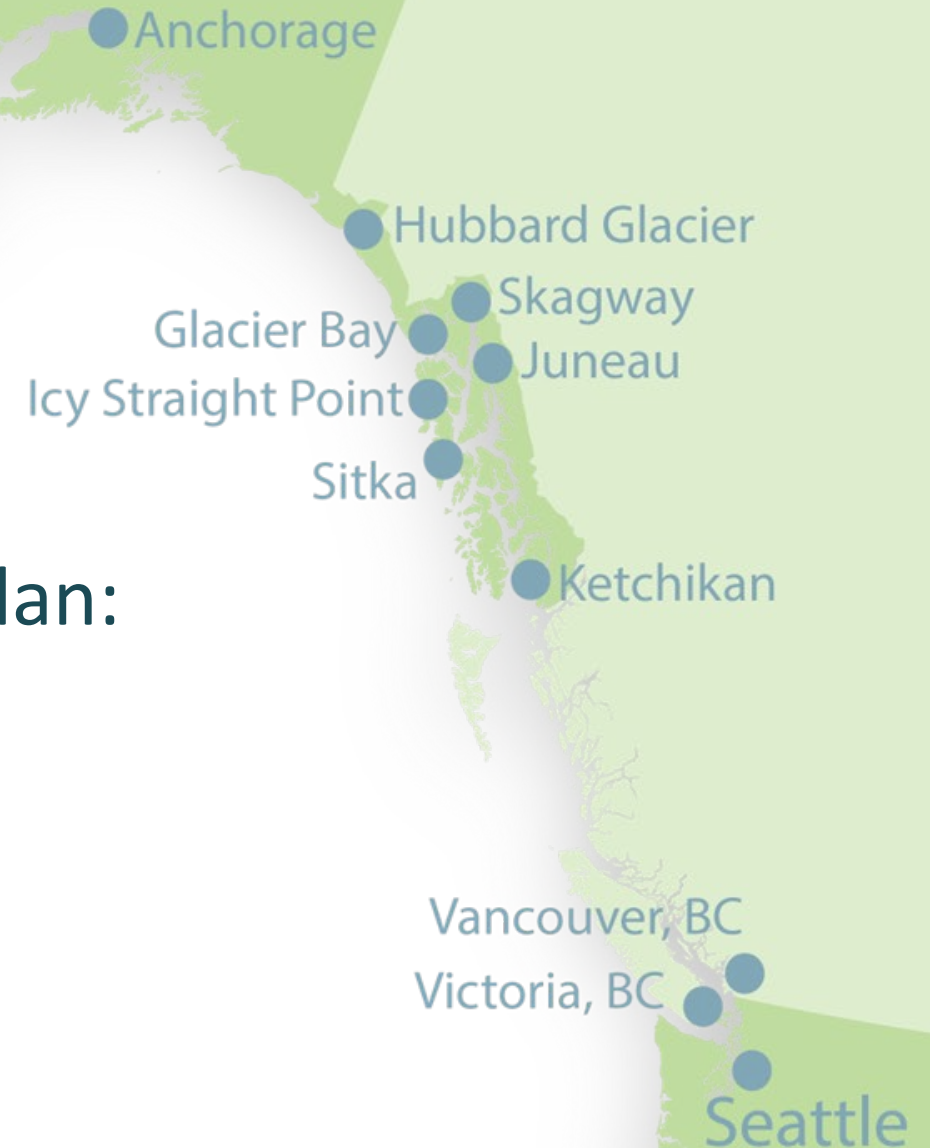 Anchorage
Hubbard Glacier
Skagway
Glacier Bay
Juneau
Icy Straight Point
Sitka
Ketchikan
lan:
Vancouver, BC
Victoria, BC
Seattle